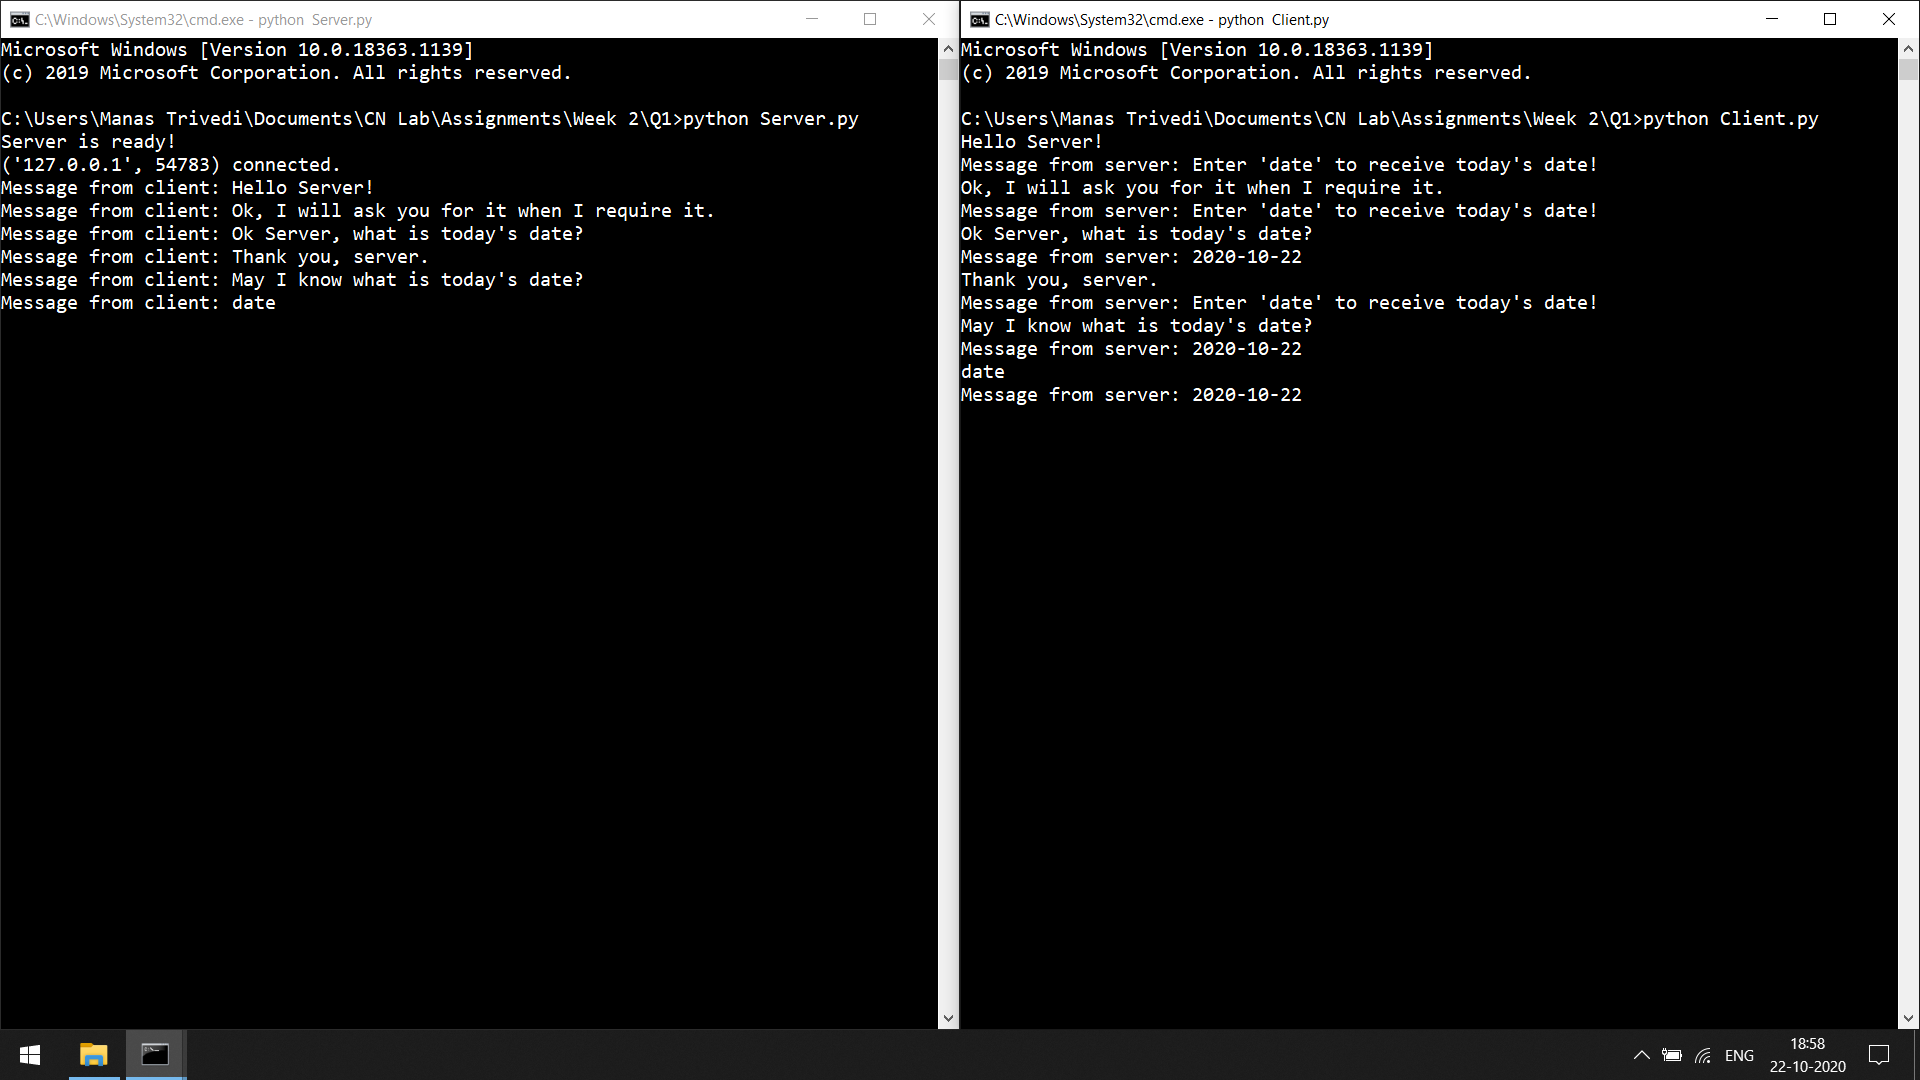 C:\Windows\System32\cmd.exe - python  Server.py
Microsoft Windows [Version 10.0.18363.1139]
(c) 2019 Microsoft Corporation. All rights reserved.
C:\Users\Manas Trivedi\Documents\CN Lab\Assignments\Week 2\Q1>python Server.py
Server is ready!
('127.0.0.1', 54783) connected.
Message from client: Hello Server!
Message from client: Ok, I will ask you for it when I require it.
Message from client: Ok Server, what is today's date?
Message from client: Thank you, server.
Message from client: May I know what is today's date?
Message from client: date
C:\Windows\System32\cmd.exe - python  Client.py
Microsoft Windows [Version 10.0.18363.1139]
(c) 2019 Microsoft Corporation. All rights reserved.
C:\Users\Manas Trivedi\Documents\CN Lab\Assignments\Week 2\Q1>python Client.py
Hello Server!
Message from server: Enter 'date' to receive today's date!
Ok, I will ask you for it when I require it.
Message from server: Enter 'date' to receive today's date!
Ok Server, what is today's date?
Message from server: 2020-10-22
Thank you, server.
Message from server: Enter 'date' to receive today's date!
May I know what is today's date?
Message from server: 2020-10-22
date
Message from server: 2020-10-22
ENG
18:58
22-10-2020